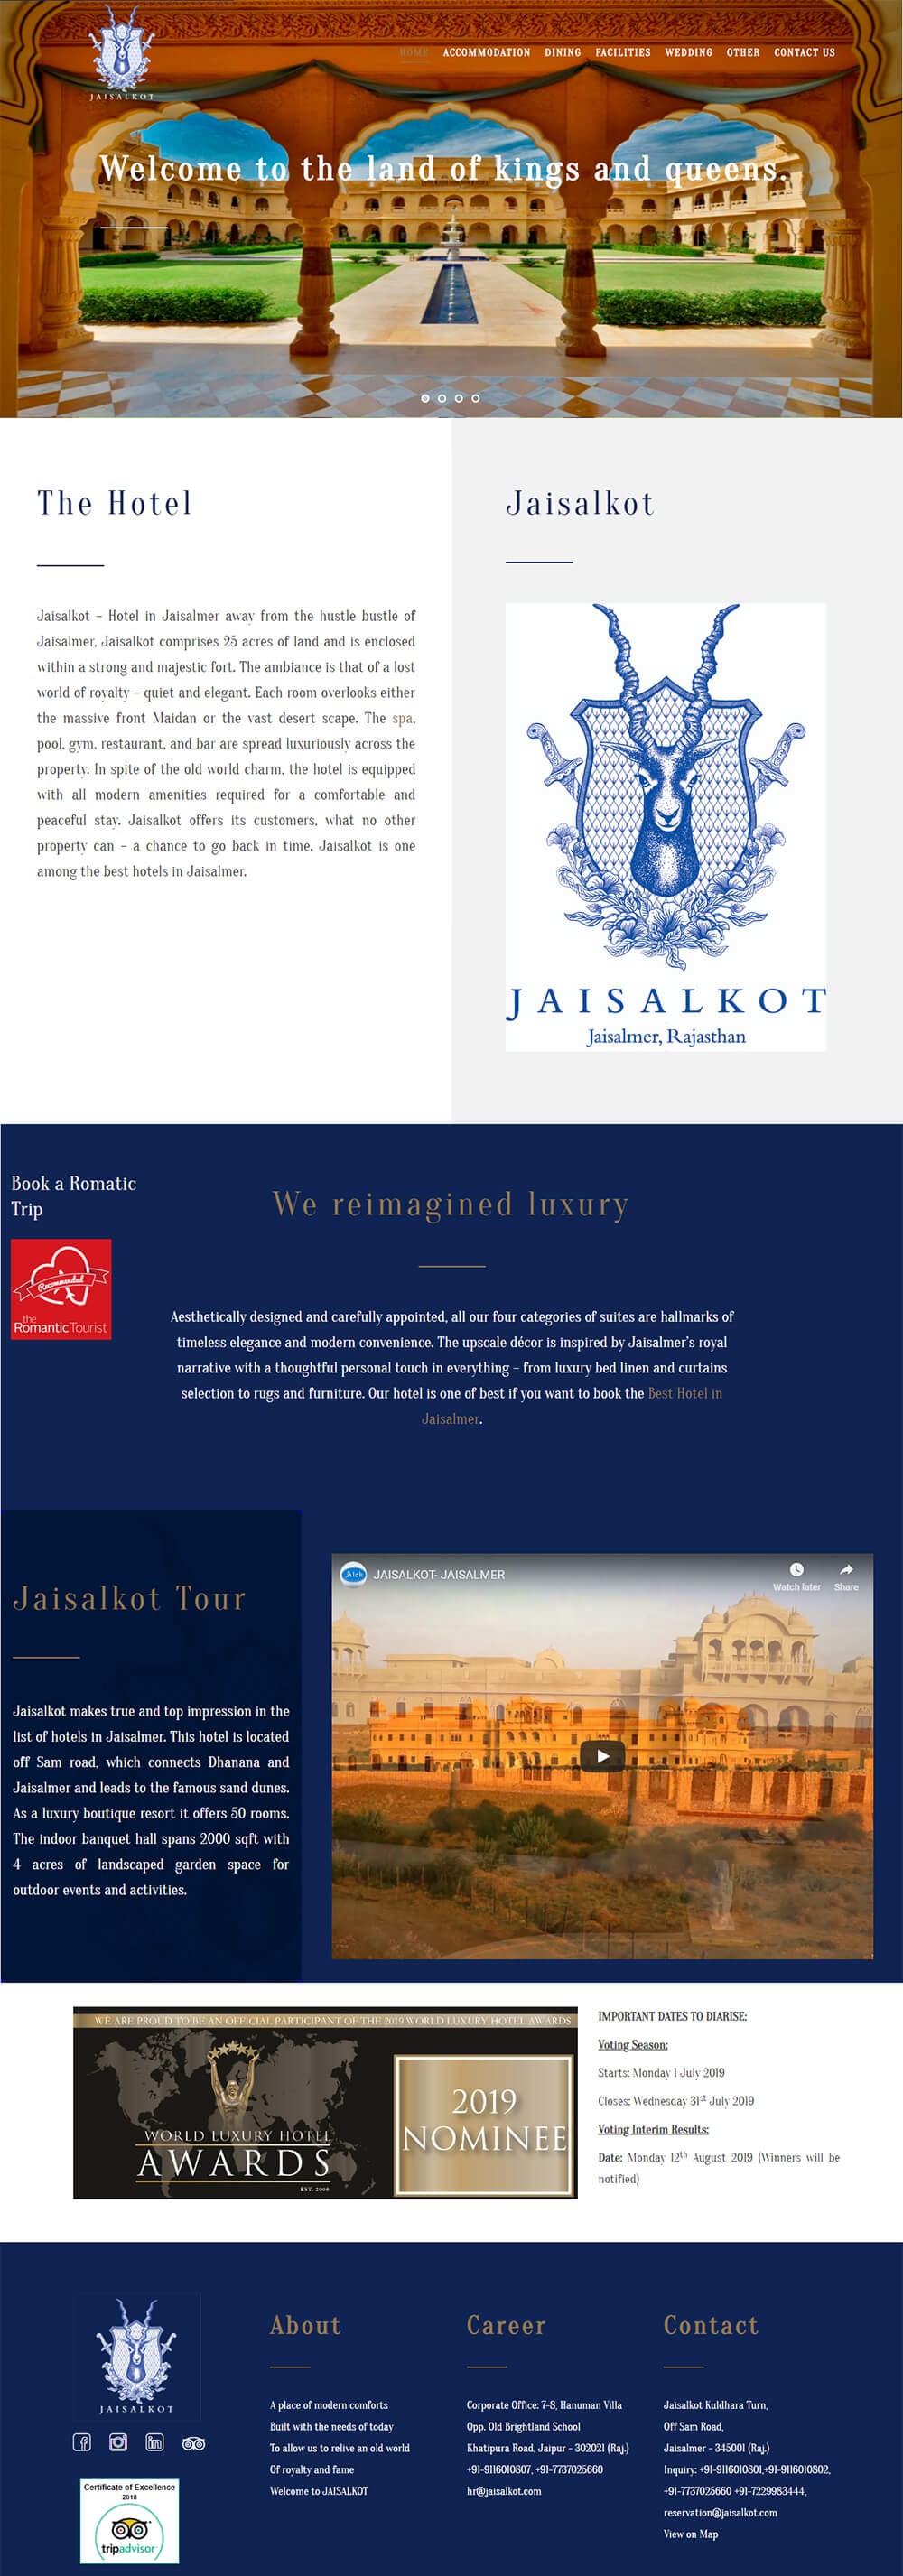 JAISALKOT
HOME ACCOMMODATION DINING FACILITIES WEDDING OTHER CONTACT US
Welcome to the land of kings and queens.
The Hotel
Jaisalkot – Hotel in Jaisalmer away from the hustle bustle of
Jaisalmer, Jaisalkot comprises 25 acres of land and is enclosed
within a strong and majestic fort. The ambiance is that of a lost
world of royalty – quiet and elegant. Each room overlooks either
the massive front Maidan or the vast desert scape. The spa,
pool, gym, restaurant, and bar are spread luxuriously across the
property. In spite of the old world charm, the hotel is equipped
with all modern amenities required for a comfortable and
peaceful stay. Jaisalkot offers its customers, what no other
property can – a chance to go back in time. Jaisalkot is one
among the best hotels in Jaisalmer.
Jaisalkot
JAISALKOT
Jaisalmer, Rajasthan
Book a Romatic
Trip
Recommended
the
RomanticTourist
We reimagined luxury
Aesthetically designed and carefully appointed, all our four categories of suites are hallmarks of
timeless elegance and modern convenience. The upscale décor is inspired by Jaisalmer's royal
narrative with a thoughtful personal touch in everything – from luxury bed linen and curtains
selection to rugs and furniture. Our hotel is one of best if you want to book the Best Hotel in
Jaisalmer.
Jaisalkot Tour
Jaisalkot makes true and top impression in the
list of hotels in Jaisalmer. This hotel is located
off Sam road, which connects Dhanana and
Jaisalmer and leads to the famous sand dunes.
As a luxury boutique resort it offers 50 rooms.
The indoor banquet hall spans 2000 sqft with
4 acres of landscaped garden space for
outdoor events and activities.
Alok
JAISALKOT- JAISALMER
Watch later Share
WE ARE PROUD TO BE AN OFFICIAL PARTICIPANT OF THE 2019 WORLD LUXURY HOTEL AWARDS
WORLD LUXURY HOTEL
AWARDS
EST. 2006
2019
NOMINEE
IMPORTANT DATES TO DIARISE:
Voting Season:
Starts: Monday 1 July 2019
Closes: Wednesday 31st July 2019
Voting Interim Results:
Date: Monday 12th August 2019 (Winners will be
notified)
JAISALKOT
Certificate of Excellence
2018
tripadvisor
About
A place of modern comforts
Built with the needs of today
To allow us to relive an old world
Of royalty and fame
Welcome to JAISALKOT
Career
Corporate Office: 7-8, Hanuman Villa
Opp. Old Brightland School
Khatipura Road, Jaipur – 302021 (Raj.)
+91-9116010807, +91-7737025660
hr@jaisalkot.com
Contact
Jaisalkot Kuldhara Turn,
Off Sam Road,
Jaisalmer – 345001 (Raj.)
Inquiry: +91-9116010801,+91-9116010802,
+91-7737025660 +91-7229983444,
reservation@jaisalkot.com
View on Map